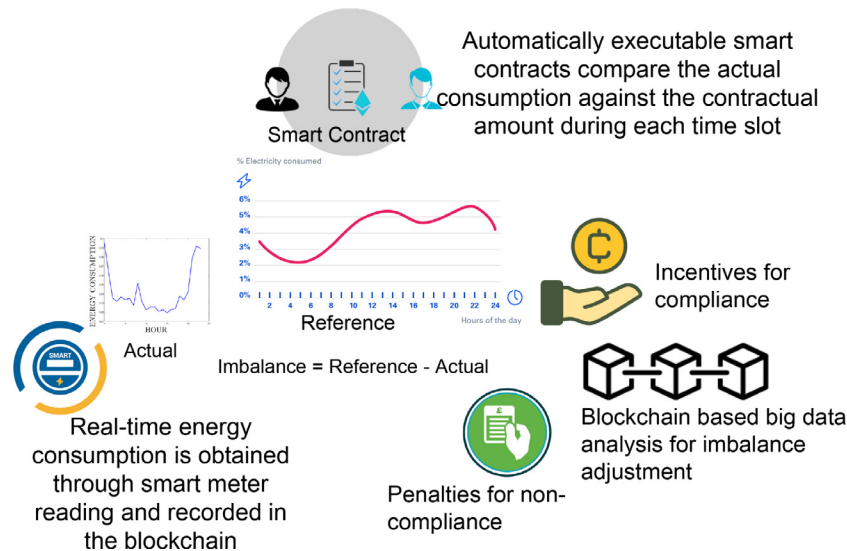 Automatically executable smart
contracts compare the actual
consumption against the contractual
amount during each time slot
Smart Contract
% Electricity consumed
6%
5%
4%
3%
2%
1%
0%
2 4 6 8 10 12 14 16 18 20 22 24
Hours of the day
Reference
ENERGY CONSUMPTION
HOUR
Actual
Imbalance = Reference - Actual
Incentives for
compliance
SMART
Real-time energy
consumption is obtained
through smart meter
reading and recorded in
the blockchain
£
Penalties for non-
compliance
Blockchain based big data
analysis for imbalance
adjustment